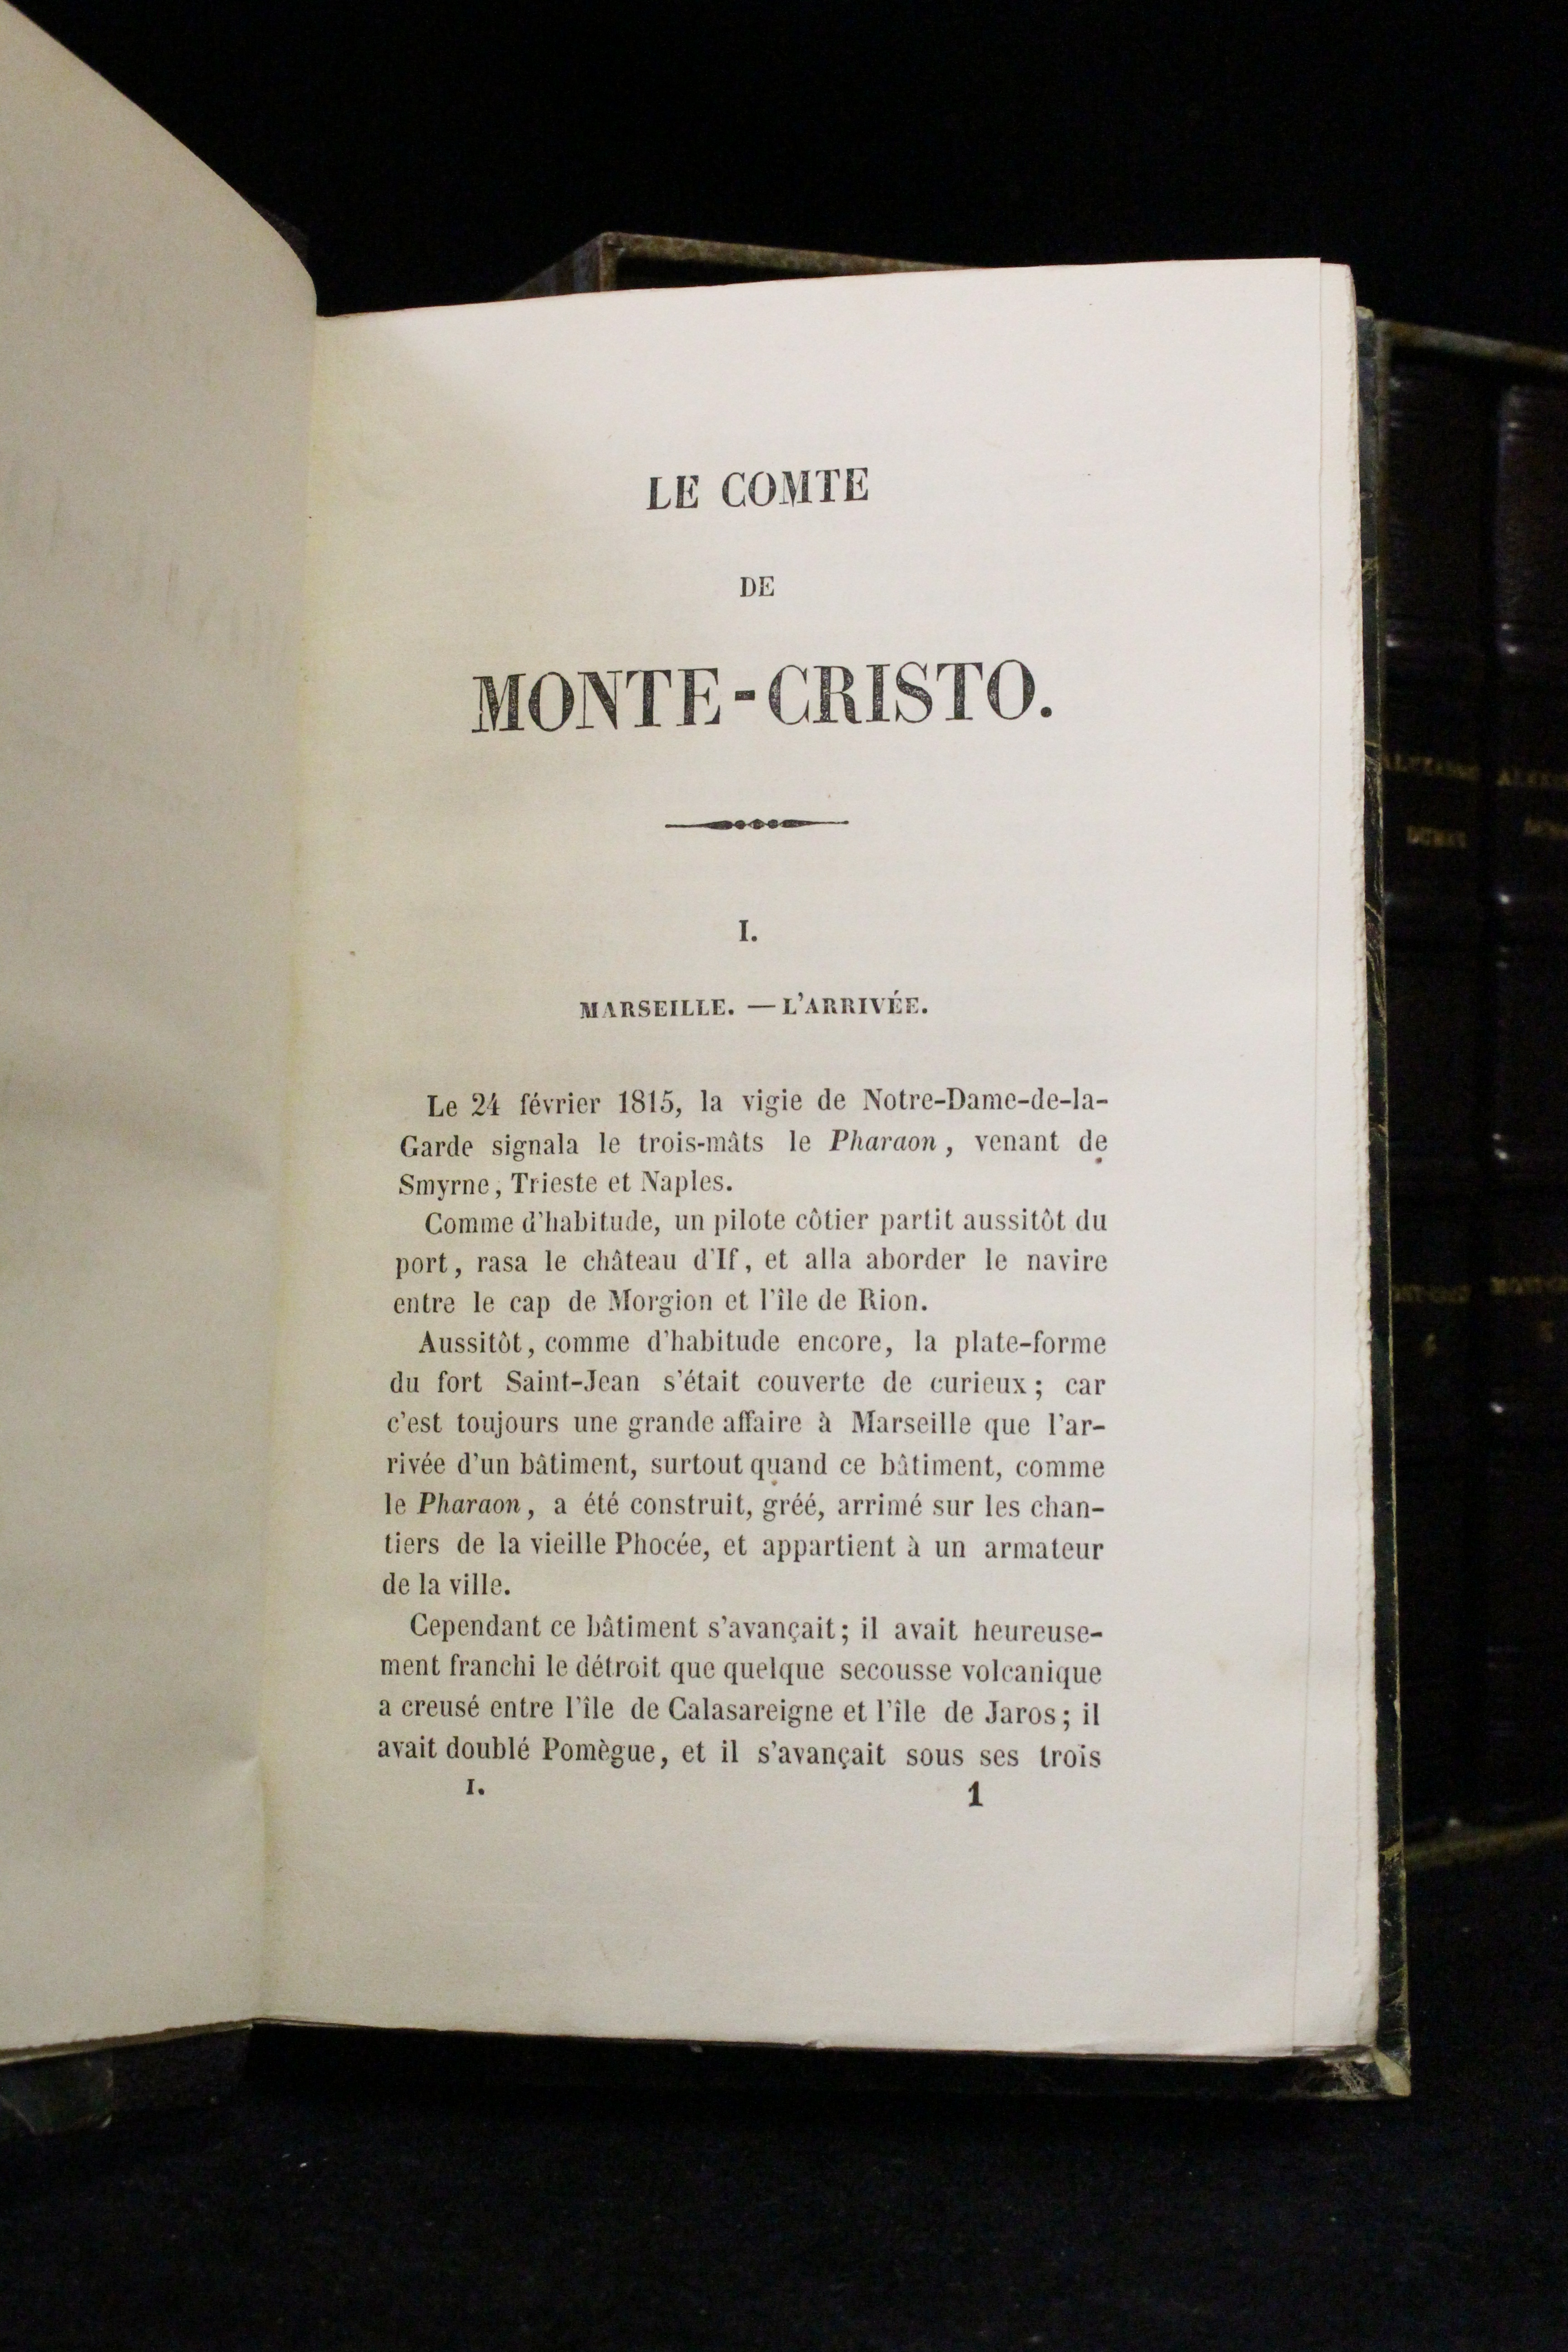 LE COMTE
DE
MONTE-CRISTO.
I.
MARSEILLE. — L'ARRIVÉE.
Le 24 février 1815, la vigie de Notre-Dame-de-la-
Garde signala le trois-mâts le Pharaon, venant de
Smyrne, Trieste et Naples.
Comme d'habitude, un pilote côtier partit aussitôt du
port, rasa le château d'If, et alla aborder le navire
entre le cap de Morgion et l'île de Rion.
Aussitôt, comme d'habitude encore, la plate-forme
du fort Saint-Jean s'était couverte de curieux; car
c'est toujours une grande affaire à Marseille que l'ar-
rivée d'un bâtiment, surtout quand ce bâtiment, comme
le Pharaon, a été construit, gréé, arrimé sur les chan-
tiers de la vieille Phocée, et appartient à un armateur
de la ville.
Cependant ce bâtiment s'avançait; il avait heureuse-
ment franchi le détroit que quelque secousse volcanique
a creusé entre l'île de Calasareigne et l'île de Jaros; il
avait doublé Pomègue, et il s'avançait sous ses trois
I. 1
DUMAS